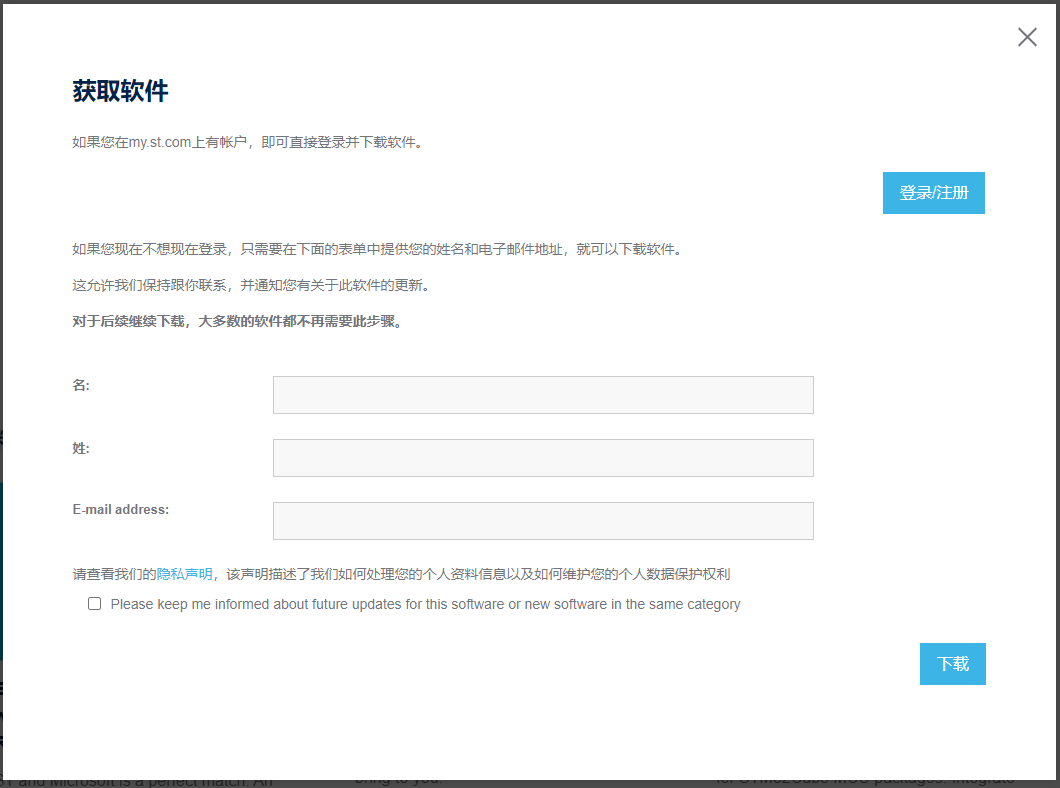 获取软件
如果您在my.st.com上有帐户，即可直接登录并下载软件。
登录/注册
如果您现在不想现在登录，只需要在下面的表单中提供您的姓名和电子邮件地址，就可以下载软件。
这允许我们保持跟你联系，并通知您有关于此软件的更新。
对于后续继续下载，大多数的软件都不再需要此步骤。
名:
姓:
E-mail address:
请查看我们的隐私声明，该声明描述了我们如何处理您的个人资料信息以及如何维护您的个人数据保护权利
Please keep me informed about future updates for this software or new software in the same category
下载
and Microsoft is a perfect match. An
bring to you.
for STM32Cube MCU packages. Integrate